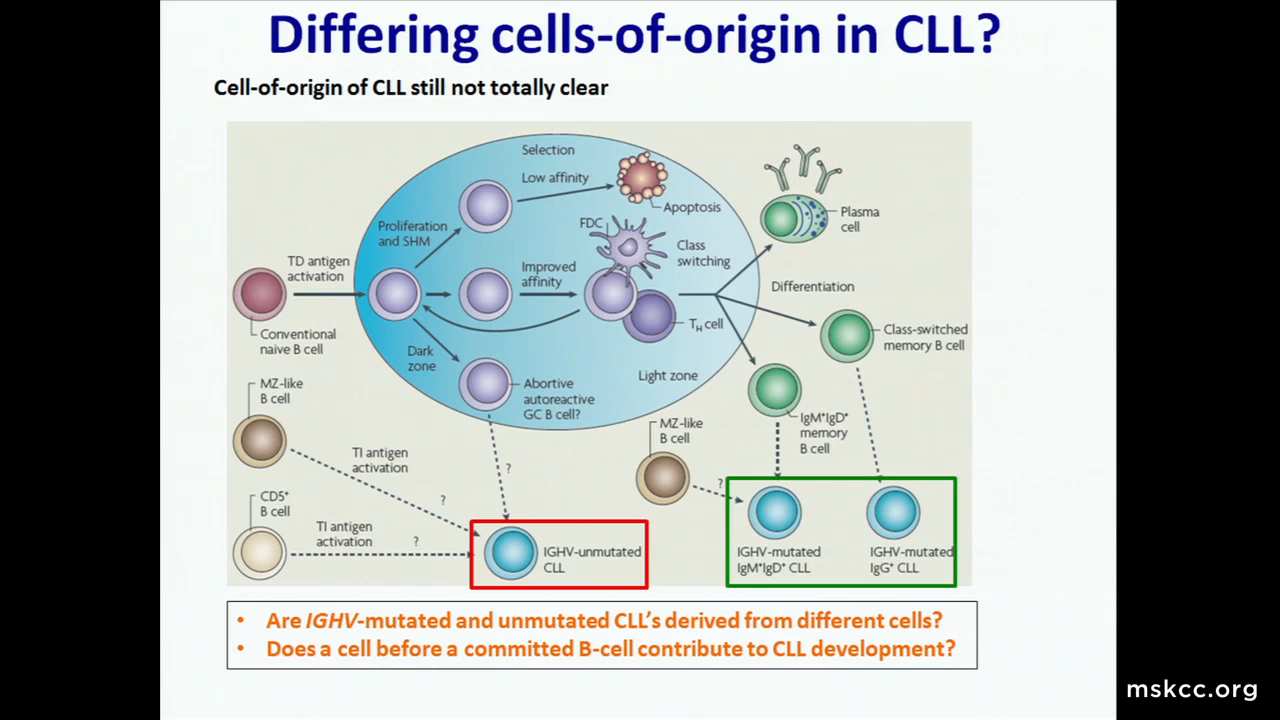 Differing cells-of-origin in CLL?
Cell-of-origin of CLL still not totally clear
Selection
Low affinity
Apoptosis
Proliferation
and SHM
FDC
Class
switching
Plasma
cell
TD antigen
activation
Improved
affinity
Differentiation
Conventional
naive B cell
TH cell
Class-switched
memory B cell
Dark
zone
Light zone
Abortive
autoreactive
GC B cell?
MZ-like
B cell
IgM+IgD+
memory
B cell
MZ-like
B cell
TI antigen
activation
?
?
?
CD5+
B cell
TI antigen
activation
?
IGHV-unmutated
CLL
IGHV-mutated
IgM+IgD+ CLL
IGHV-mutated
IgG+ CLL
• Are IGHV-mutated and unmutated CLL's derived from different cells?
• Does a cell before a committed B-cell contribute to CLL development?
mskcc.org